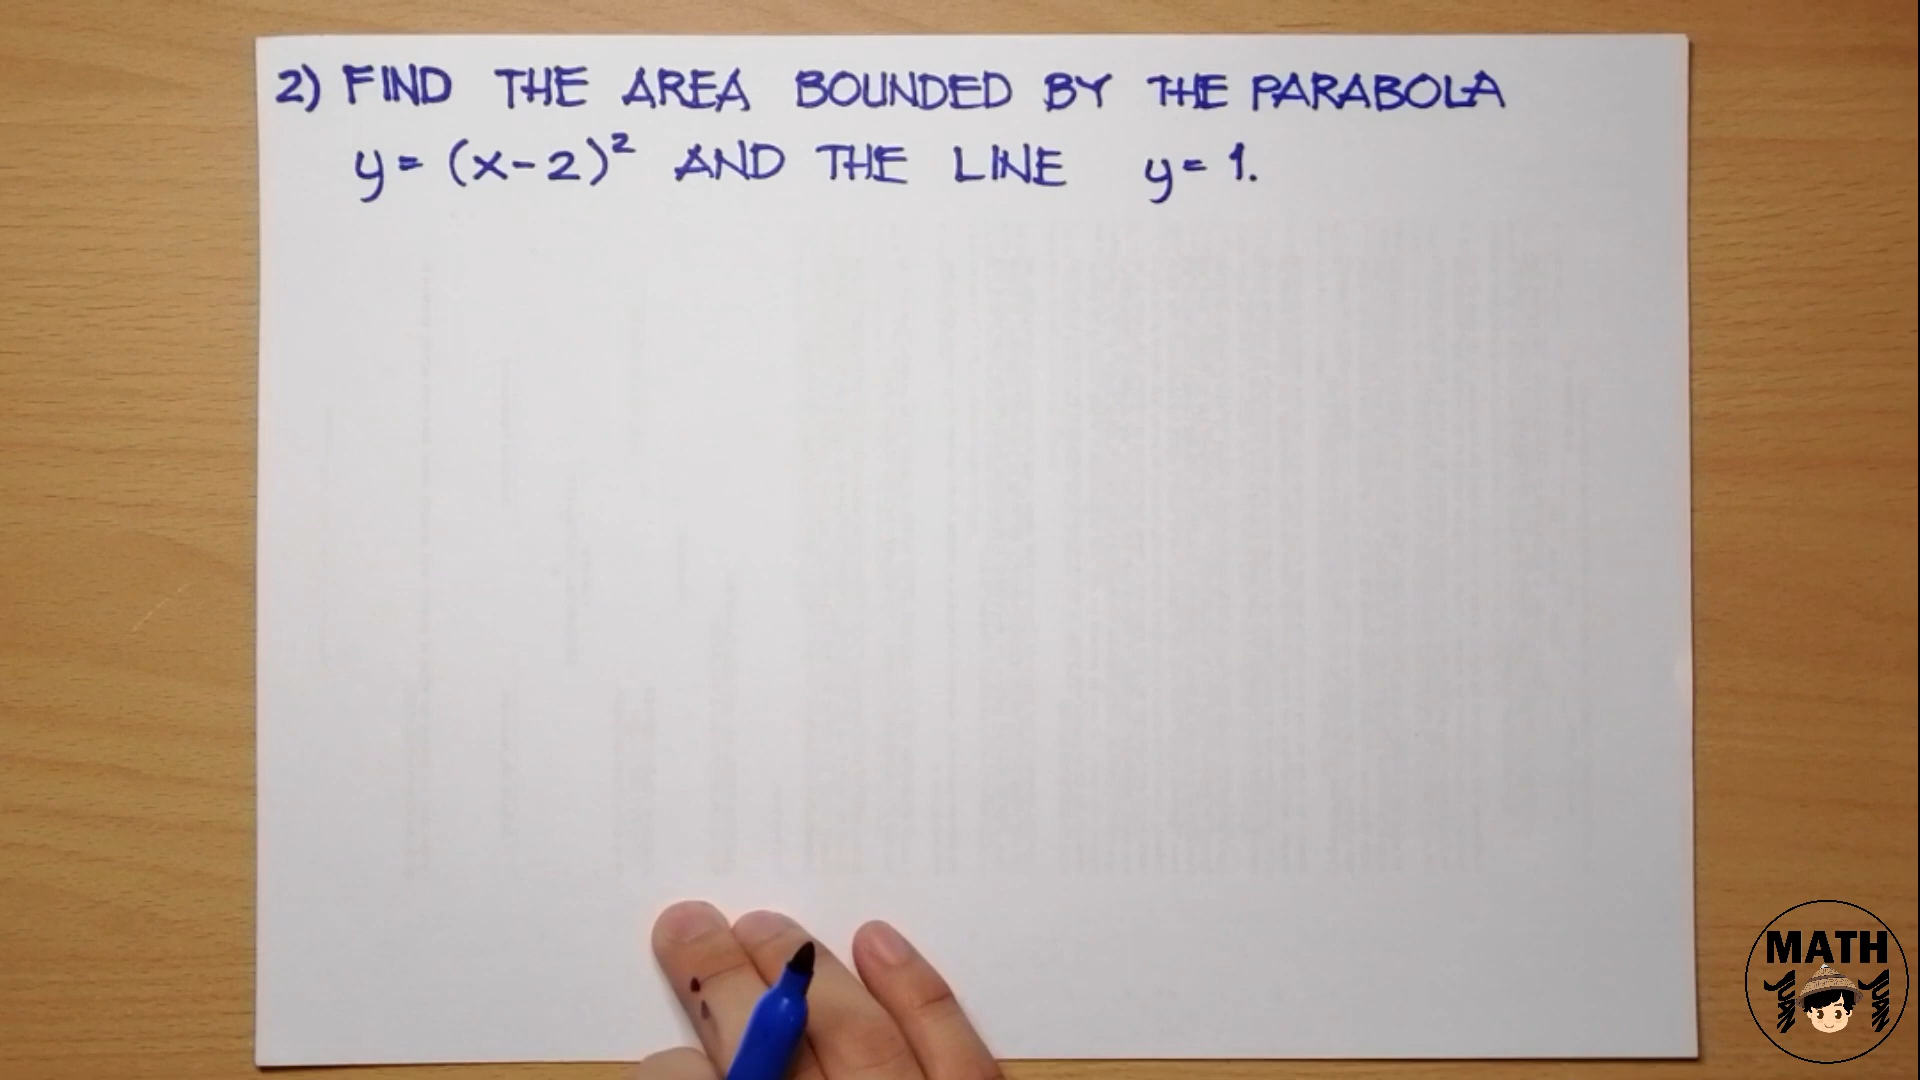 2) FIND THE AREA BOUNDED BY THE PARABOLA
y = (x-2)² AND THE LINE y = 1.
MATH